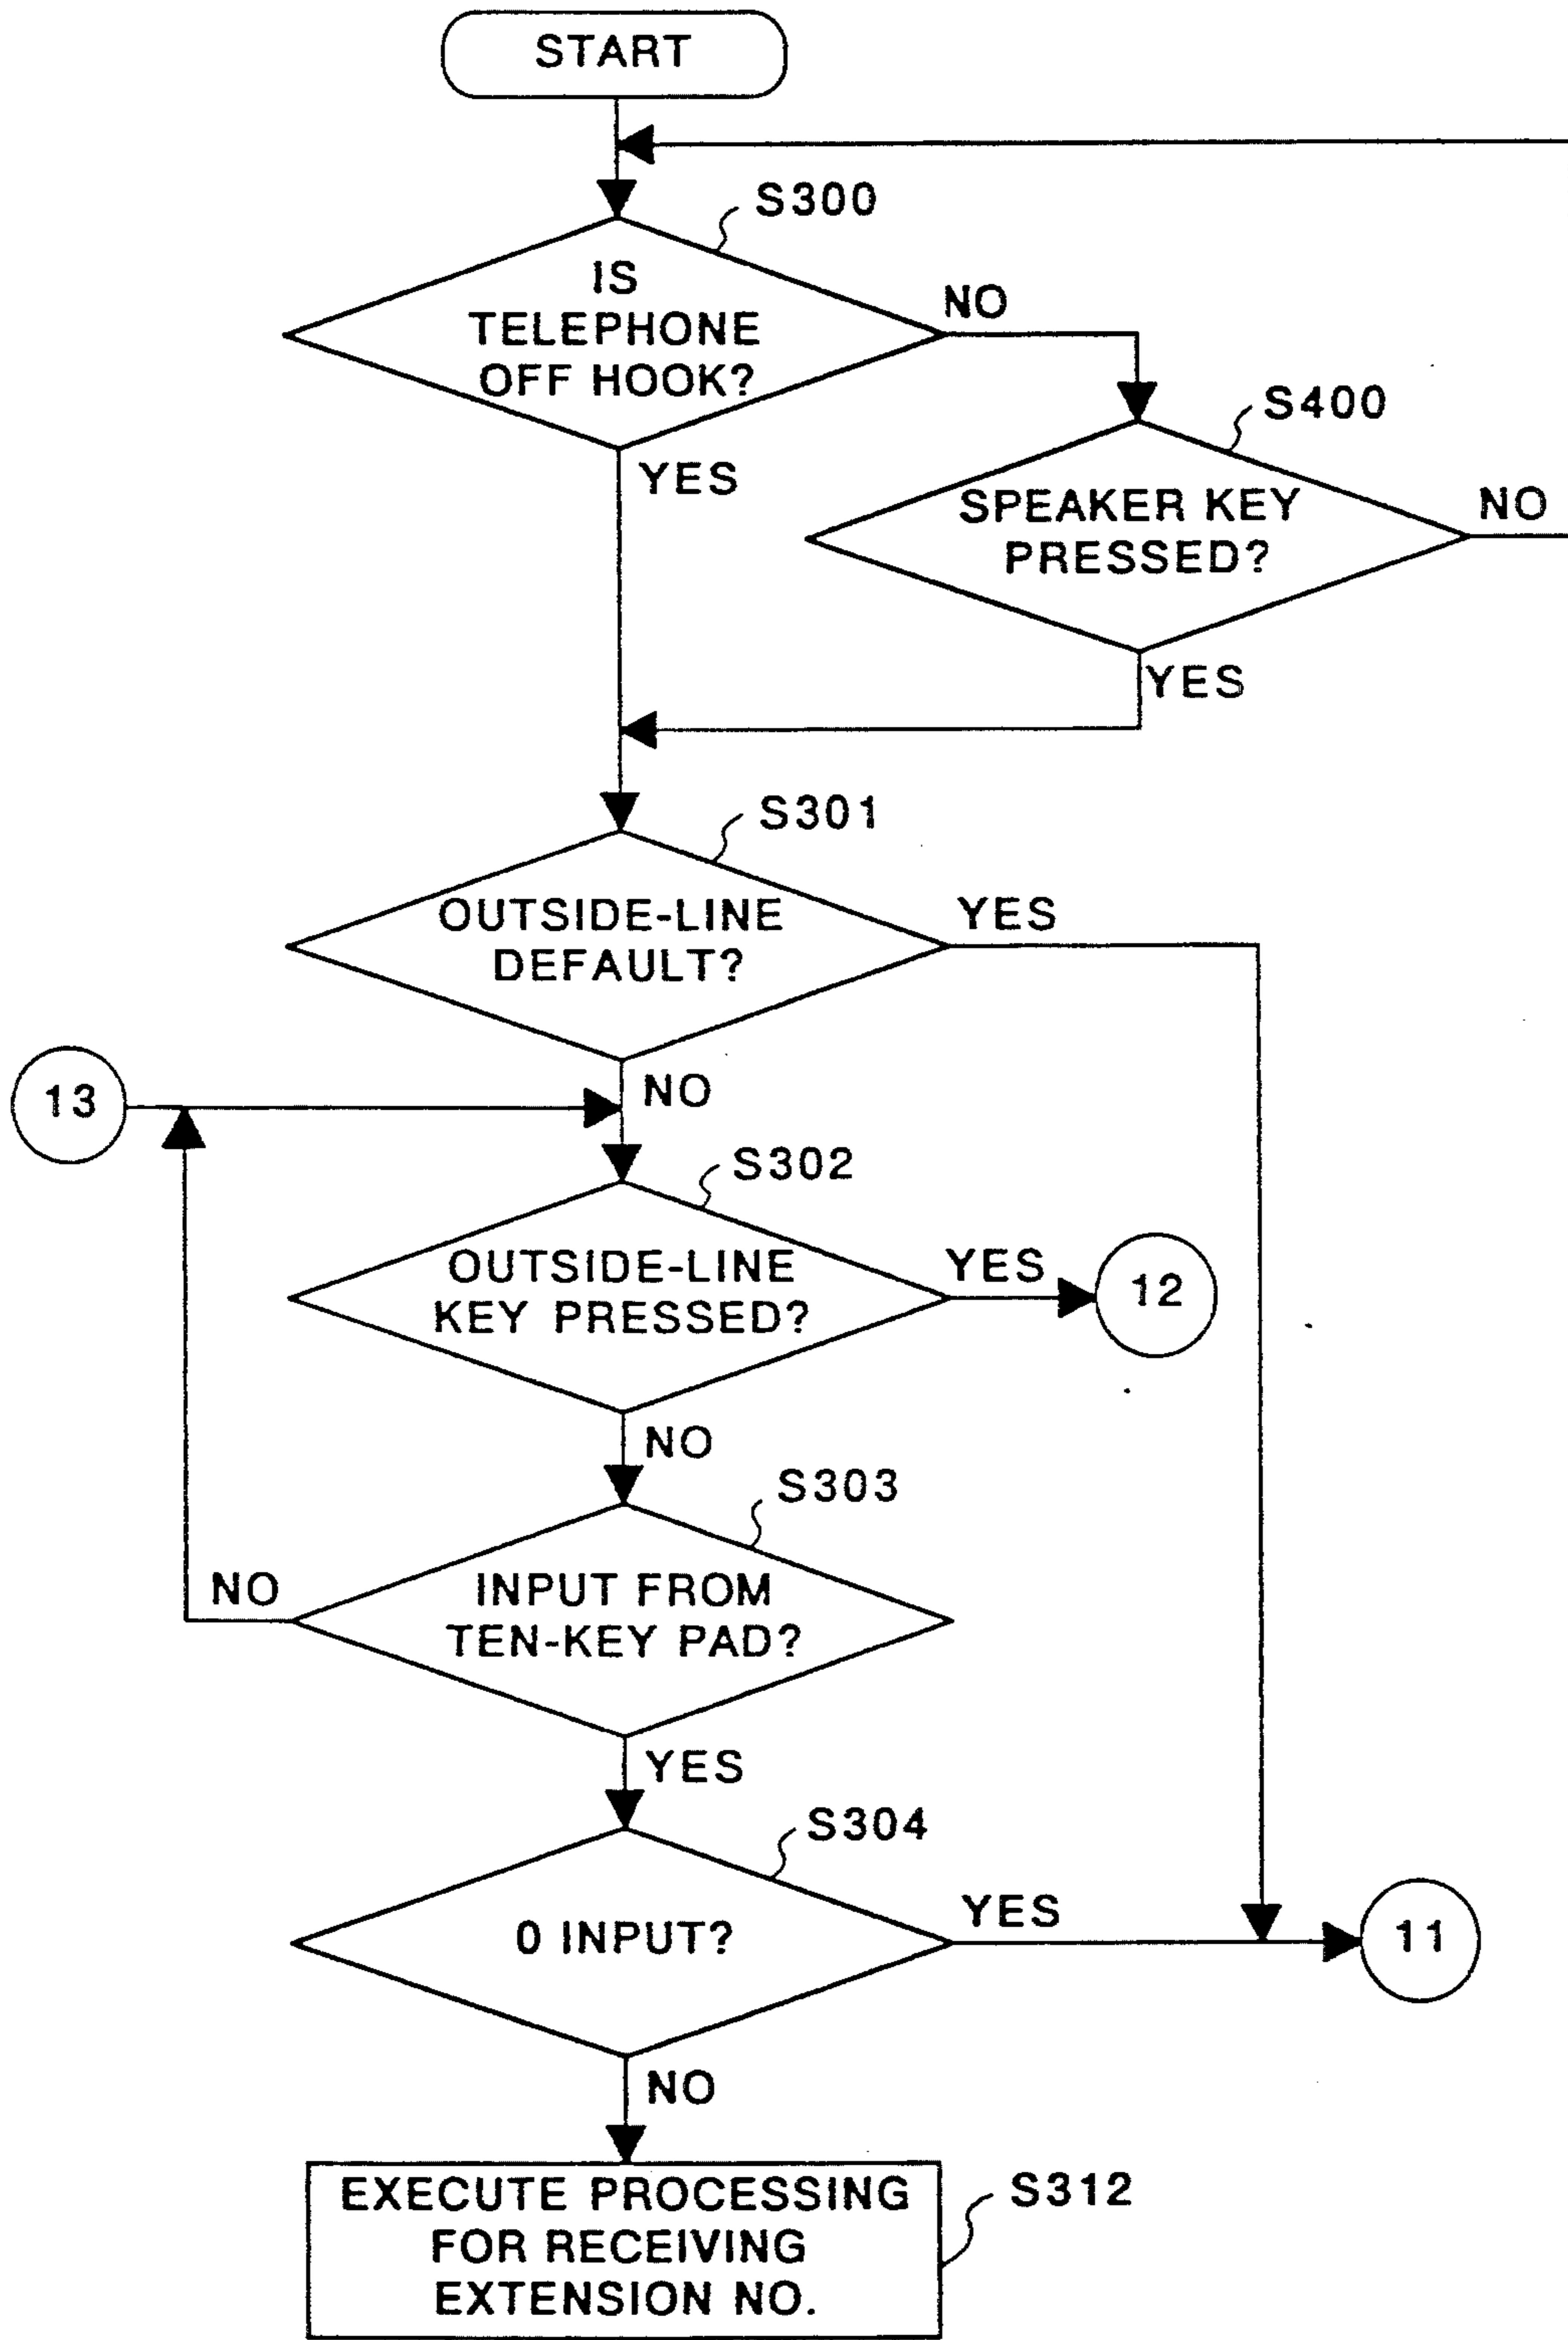 START
S300
IS
TELEPHONE
OFF HOOK?
NO
YES
S400
SPEAKER KEY
PRESSED?
NO
YES
S301
OUTSIDE-LINE
DEFAULT?
YES
NO
13
S302
OUTSIDE-LINE
KEY PRESSED?
YES
12
NO
S303
INPUT FROM
TEN-KEY PAD?
NO
YES
S304
0 INPUT?
YES
11
NO
EXECUTE PROCESSING
FOR RECEIVING
EXTENSION NO.
S312